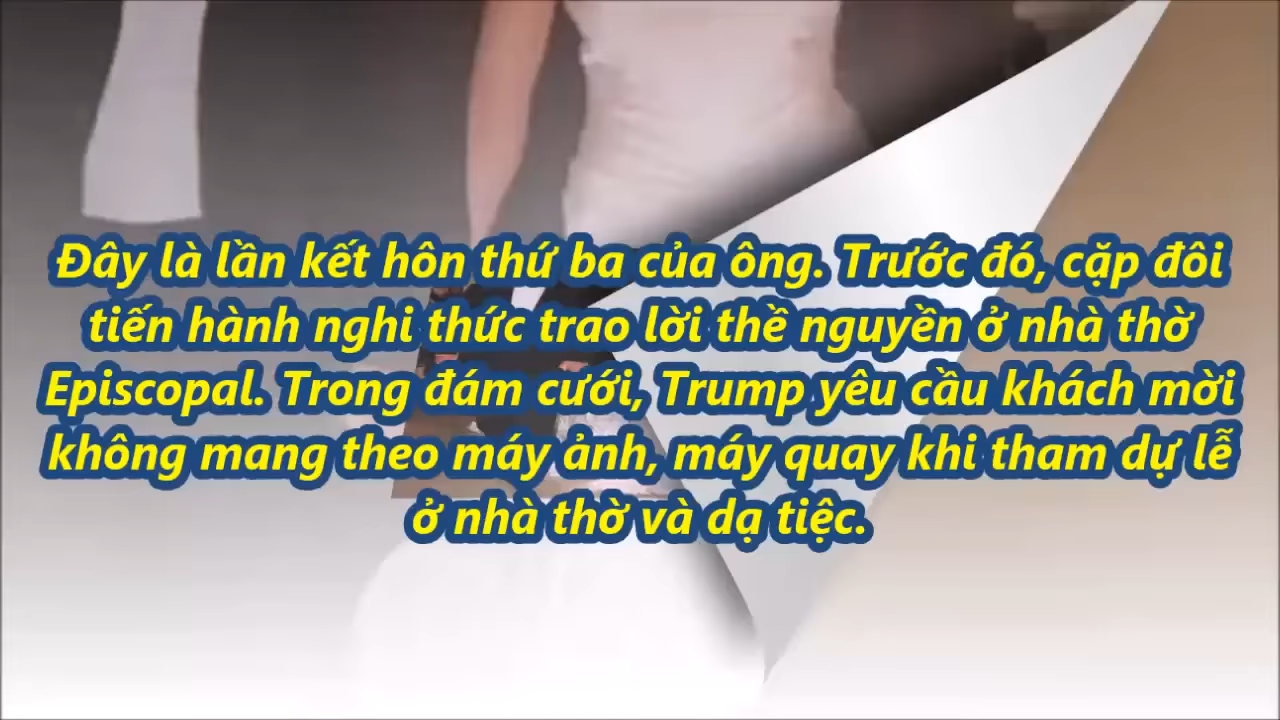 Đây là lần kết hôn thứ ba của ông. Trước đó, cặp đôi
tiến hành nghi thức trao lời thề nguyền ở nhà thờ
Episcopal. Trong đám cưới, Trump yêu cầu khách mời
không mang theo máy ảnh, máy quay khi tham dự lễ
ở nhà thờ và dạ tiệc.